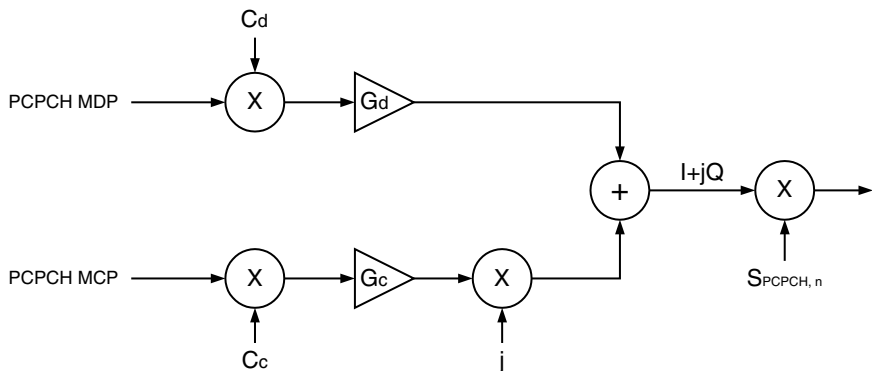 Cd
PCPCH MDP
X
Gd
+
I+jQ
X
PCPCH MCP
X
Gc
X
SPCPCH, n
Cc
j